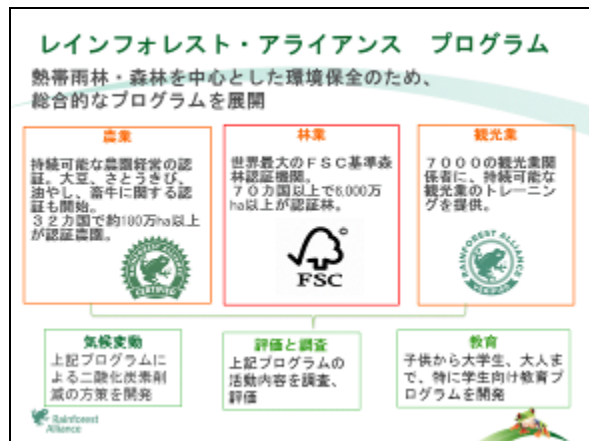 レインフォレスト・アライアンス　プログラム
熱帯雨林・森林を中心とした環境保全のため、
総合的なプログラムを展開
農業
持続可能な農園経営の認
証。大豆、さとうきび、
油やし、畜牛に関する認
証も開始。
３２カ国で約180万ha以上
が認証農園。
CERTIFIED
林業
世界最大のＦＳＣ基準森
林認証機関。
７０カ国以上で6,000万
ha以上が認証林。
FSC
観光業
７０００の観光業関
係者に、持続可能な
観光業のトレーニン
グを提供。
RAINFOREST ALLIANCE
VERIFIED
気候変動
上記プログラムに
よる二酸化炭素削
減の方策を開発
評価と調査
上記プログラムの
活動内容を調査、
評価
教育
子供から大学生、大人ま
で、特に学生向け教育プ
ログラムを開発
Rainforest
Alliance